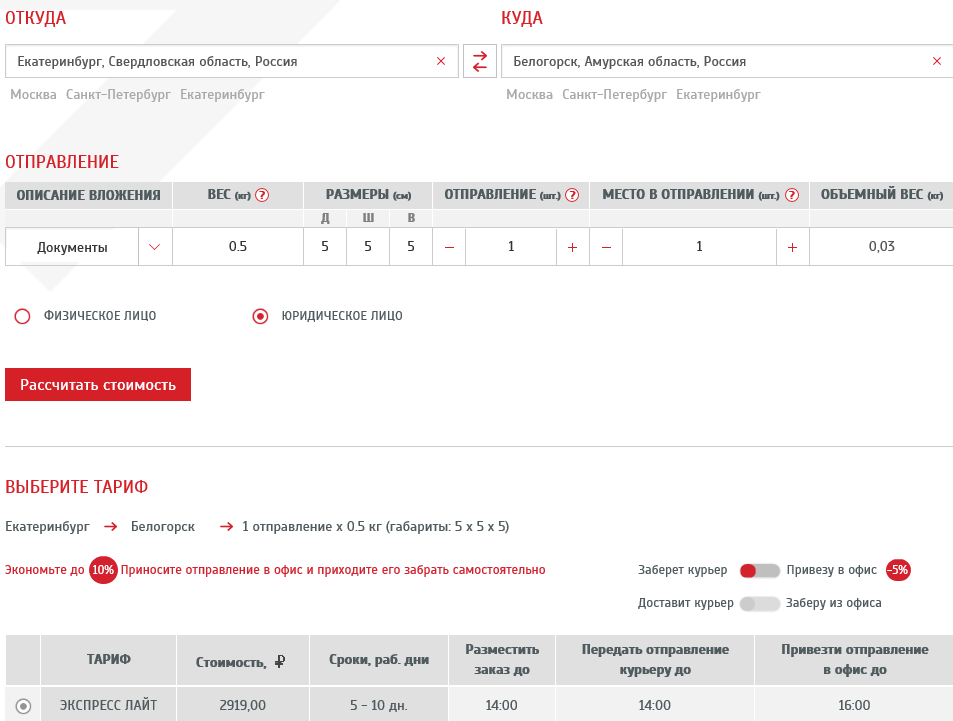 ОТКУДА КУДА
Екатеринбург, Свердловская область, Россия × Белогорск, Амурская область, Россия ×
Москва Санкт-Петербург Екатеринбург Москва Санкт-Петербург Екатеринбург
ОТПРАВЛЕНИЕ
ОПИСАНИЕ ВЛОЖЕНИЯ ВЕС (кг) ? РАЗМЕРЫ (см) ОТПРАВЛЕНИЕ (шт.) ? МЕСТО В ОТПРАВЛЕНИИ (шт.) ? ОБЪЕМНЫЙ ВЕС (кг)
Д Ш В
Документы 0.5 5 5 5 − 1 + − 1 + 0,03
ФИЗИЧЕСКОЕ ЛИЦО ЮРИДИЧЕСКОЕ ЛИЦО
Рассчитать стоимость
ВЫБЕРИТЕ ТАРИФ
Екатеринбург → Белогорск → 1 отправление x 0.5 кг (габариты: 5 x 5 x 5)
Экономьте до 10% Приносите отправление в офис и приходите его забрать самостоятельно Заберет курьер Привезу в офис −5%
Доставит курьер Заберу из офиса
ТАРИФ Стоимость, ₽ Сроки, раб. дни Разместить заказ до Передать отправление курьеру до Привезти отправление в офис до
ЭКСПРЕСС ЛАЙТ 2919,00 5 - 10 дн. 14:00 14:00 16:00